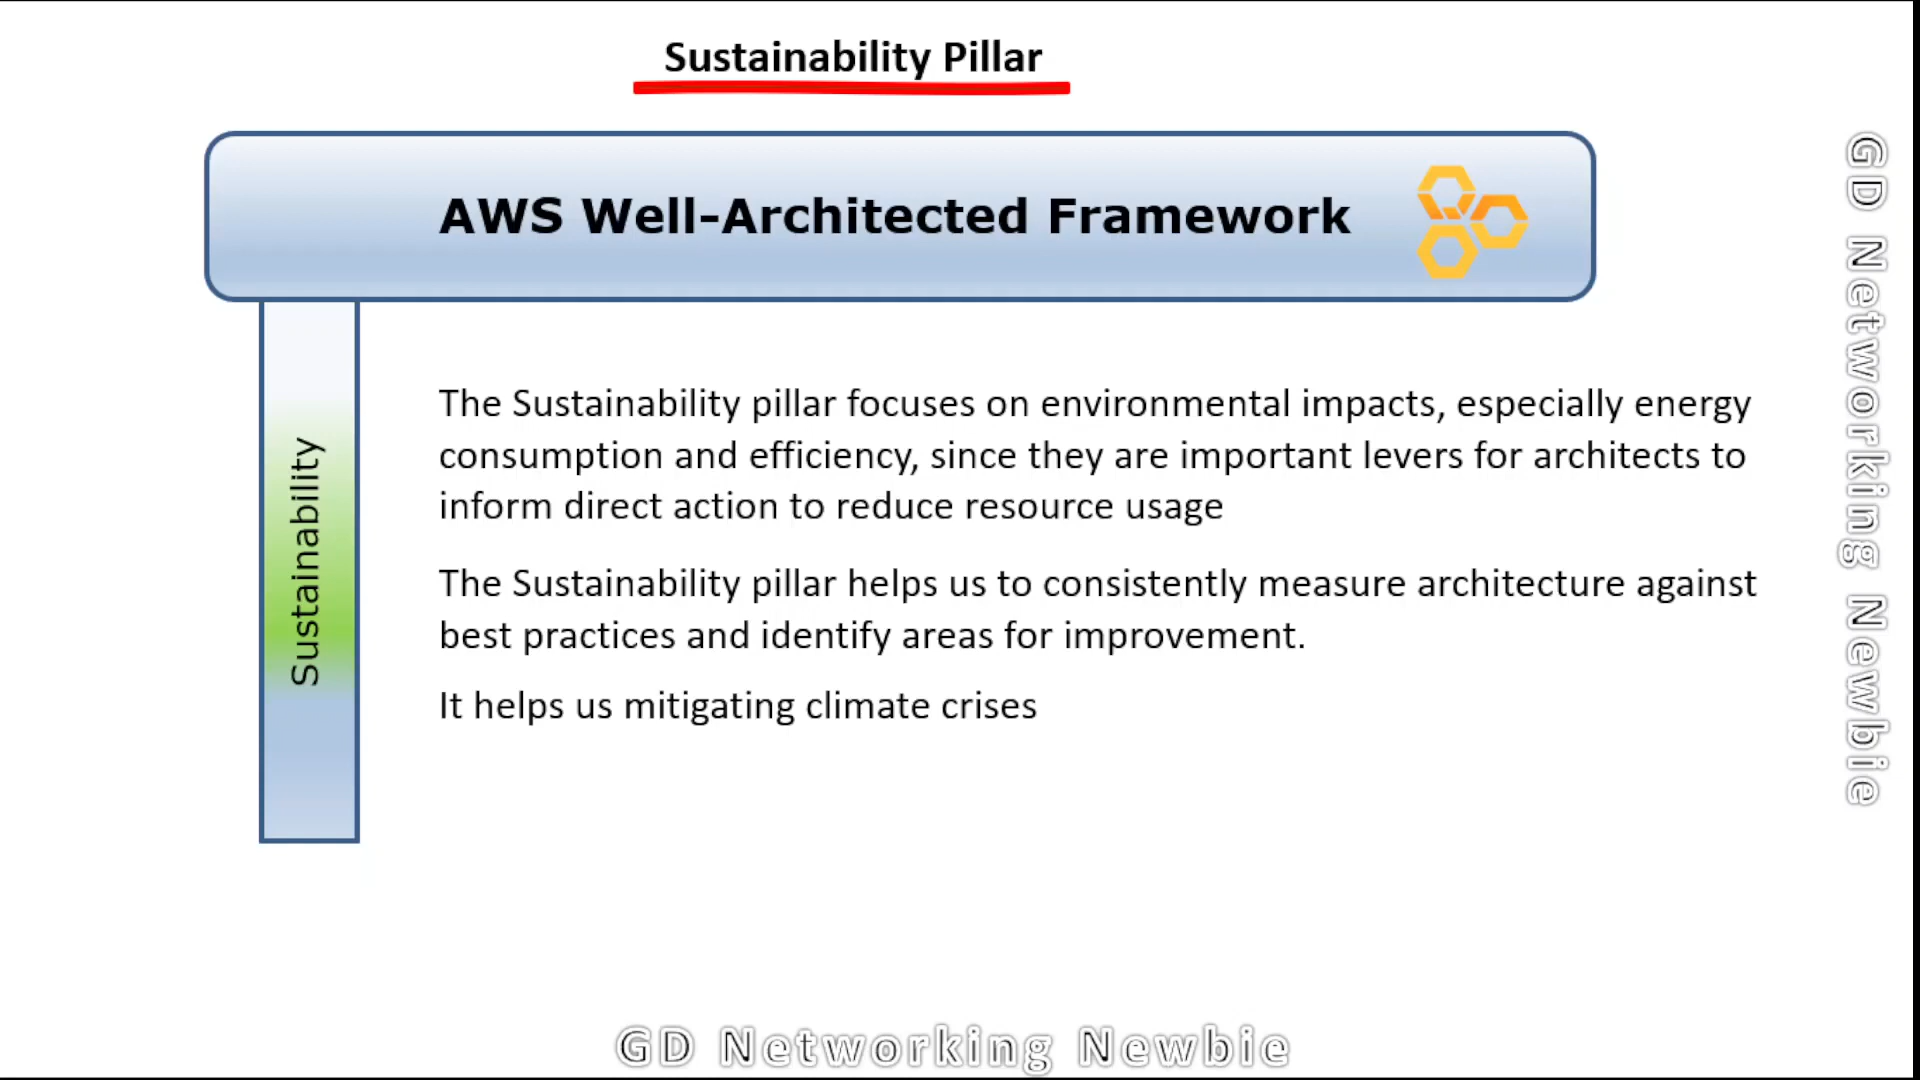 Sustainability Pillar
AWS Well-Architected Framework
Sustainability
The Sustainability pillar focuses on environmental impacts, especially energy
consumption and efficiency, since they are important levers for architects to
inform direct action to reduce resource usage
The Sustainability pillar helps us to consistently measure architecture against
best practices and identify areas for improvement.
It helps us mitigating climate crises
GD Networking Newbie
GD Networking Newbie